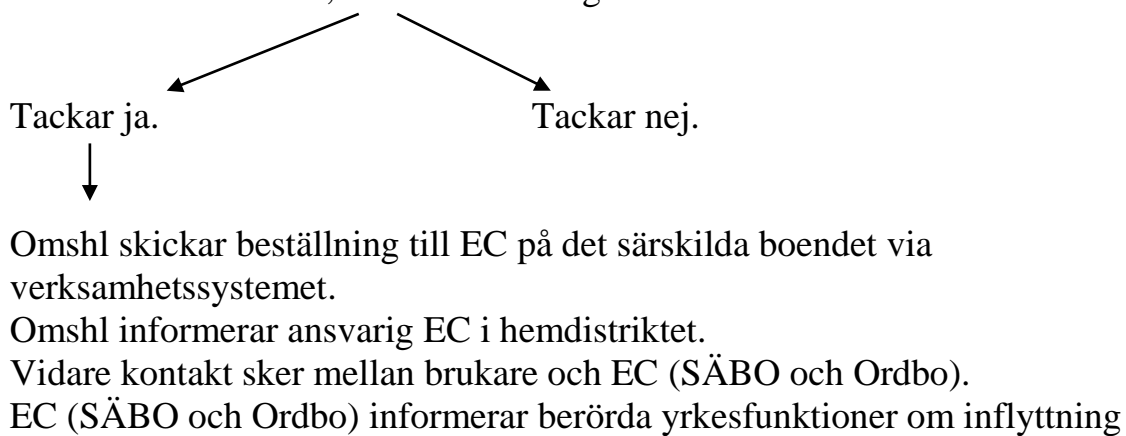 Tackar ja. Tackar nej.
Omshl skickar beställning till EC på det särskilda boendet via
verksamhetssystemet.
Omshl informerar ansvarig EC i hemdistriktet.
Vidare kontakt sker mellan brukare och EC (SÄBO och Ordbo).
EC (SÄBO och Ordbo) informerar berörda yrkesfunktioner om inflyttning